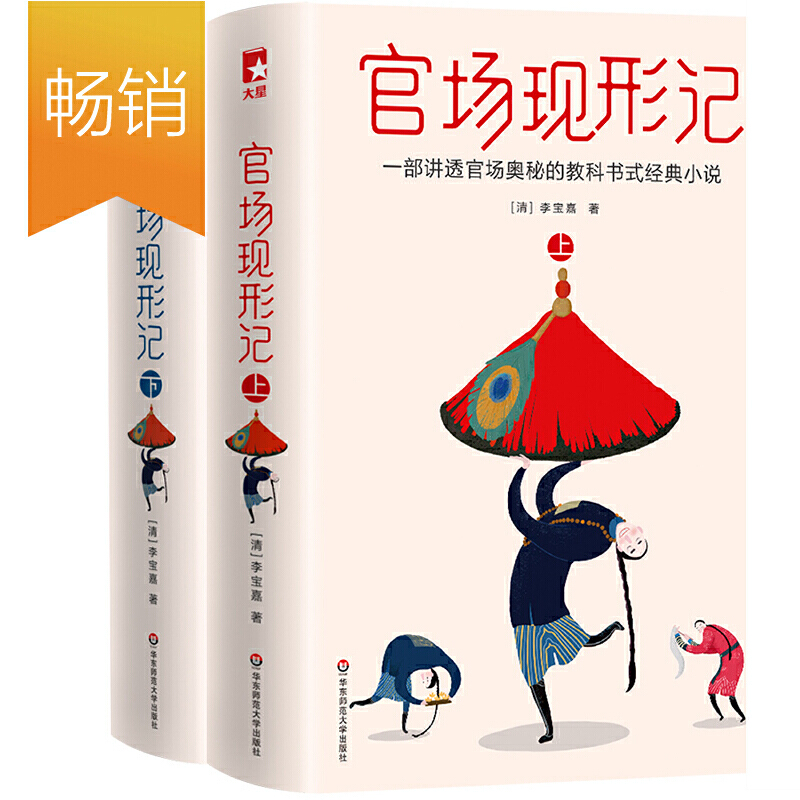 畅销
场现形记
下
[清]李宝嘉 著
华东师范大学出版社
大星
官场现形记
上
[清]李宝嘉 著
华东师范大学出版社
官场现形记
一部讲透官场奥秘的教科书式经典小说
[清] 李宝嘉 著
上